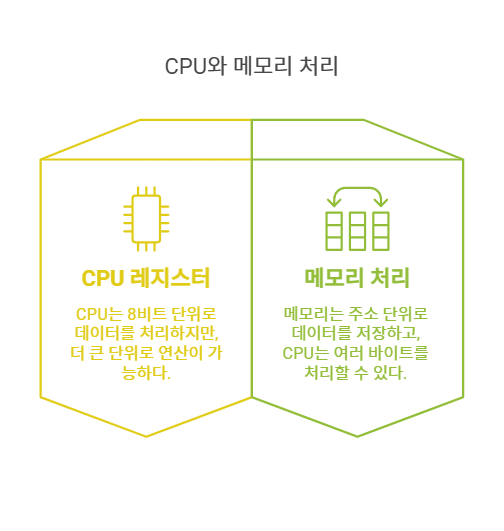 CPU와 메모리 처리
CPU 레지스터
CPU는 8비트 단위로
데이터를 처리하지만,
더 큰 단위로 연산이 가
능하다.
메모리 처리
메모리는 주소 단위로
데이터를 저장하고,
CPU는 여러 바이트를
처리할 수 있다.